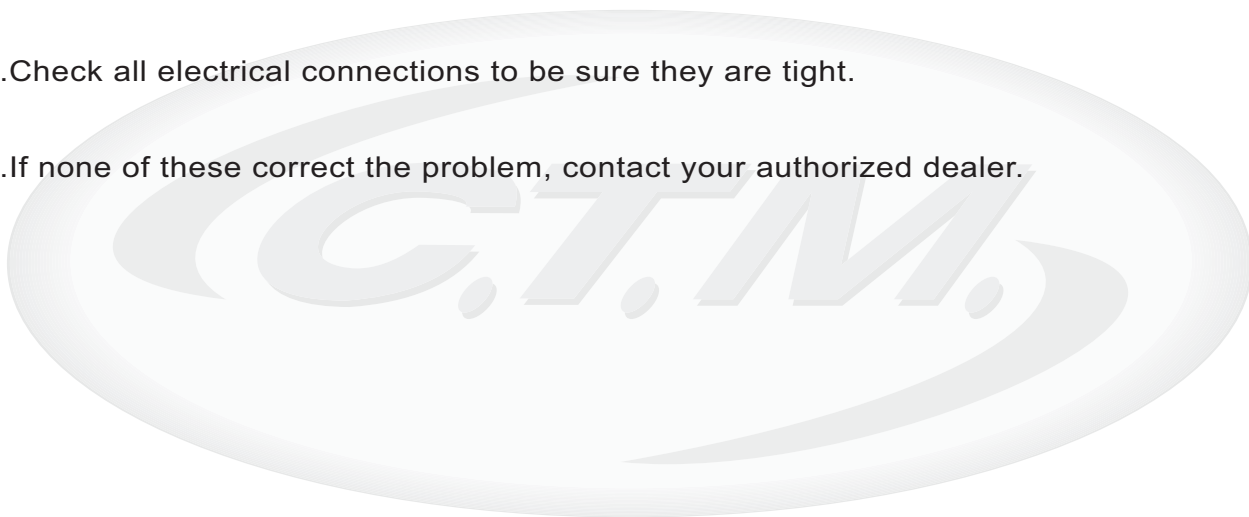 .Check all electrical connections to be sure they are tight.
.If none of these correct the problem, contact your authorized dealer.
C.T.M.